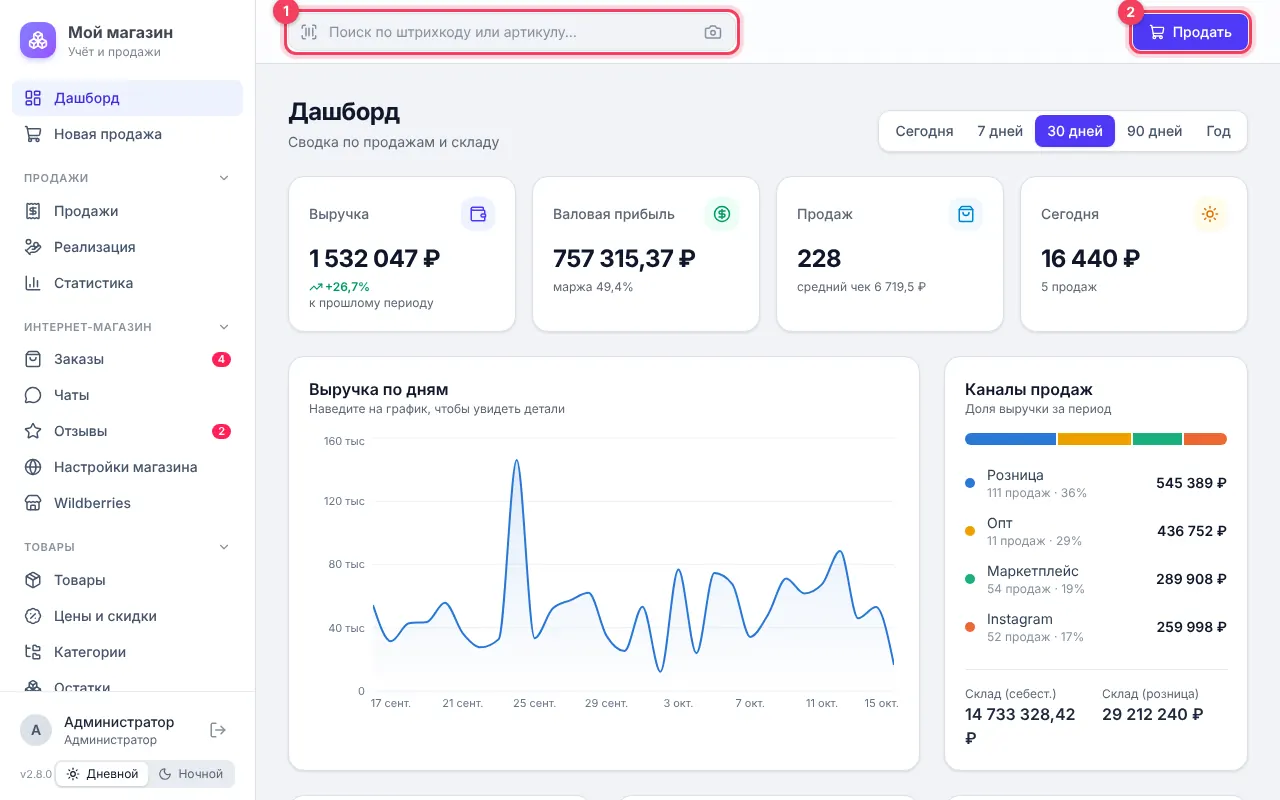 Мой магазин
Учёт и продажи
Дашборд
Новая продажа
ПРОДАЖИ
Продажи
Реализация
Статистика
ИНТЕРНЕТ-МАГАЗИН
Заказы 4
Чаты
Отзывы 2
Настройки магазина
Wildberries
ТОВАРЫ
Товары
Цены и скидки
Категории
Остатки
А Администратор
Администратор
v2.8.0 Дневной Ночной
1 Поиск по штрихкоду или артикулу...
2 Продать
Дашборд
Сводка по продажам и складу
Сегодня 7 дней 30 дней 90 дней Год
Выручка
1 532 047 ₽
+26,7%
к прошлому периоду
Валовая прибыль
757 315,37 ₽
маржа 49,4%
Продаж
228
средний чек 6 719,5 ₽
Сегодня
16 440 ₽
5 продаж
Выручка по дням
Наведите на график, чтобы увидеть детали
160 тыс
120 тыс
80 тыс
40 тыс
0
17 сент. 21 сент. 25 сент. 29 сент. 3 окт. 7 окт. 11 окт. 15 окт.
Каналы продаж
Доля выручки за период
Розница 545 389 ₽
111 продаж · 36%
Опт 436 752 ₽
11 продаж · 29%
Маркетплейс 289 908 ₽
54 продаж · 19%
Instagram 259 998 ₽
52 продаж · 17%
Склад (себест.) Склад (розница)
14 733 328,42 29 212 240 ₽
₽